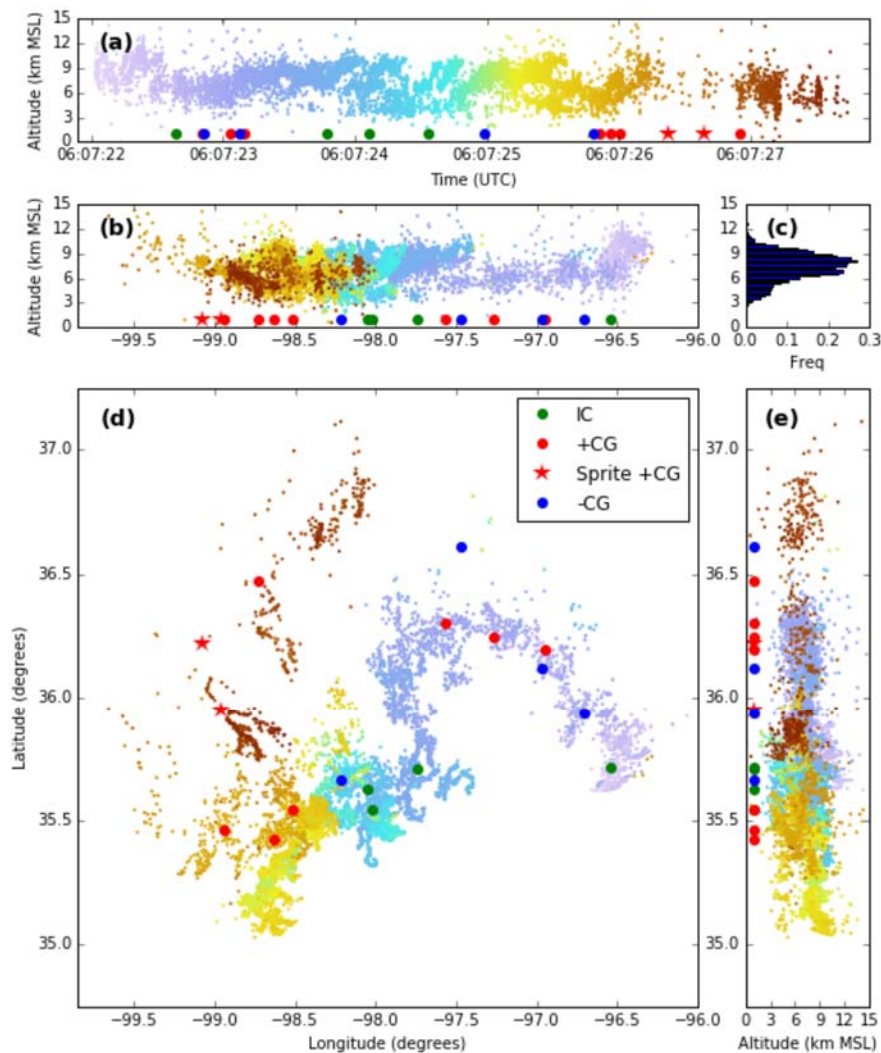 (a)
Altitude (km MSL)
15
12
9
6
3
0
06:07:22 06:07:23 06:07:24 06:07:25 06:07:26 06:07:27
Time (UTC)
(b)
Altitude (km MSL)
15
12
9
6
3
0
−99.5 −99.0 −98.5 −98.0 −97.5 −97.0 −96.5 −96.0
(c)
15
12
9
6
3
0
0.0 0.1 0.2 0.3
Freq
(d)
IC
+CG
Sprite +CG
-CG
Latitude (degrees)
37.0
36.5
36.0
35.5
35.0
−99.5 −99.0 −98.5 −98.0 −97.5 −97.0 −96.5 −96.0
Longitude (degrees)
(e)
37.0
36.5
36.0
35.5
35.0
0 3 6 9 12 15
Altitude (km MSL)